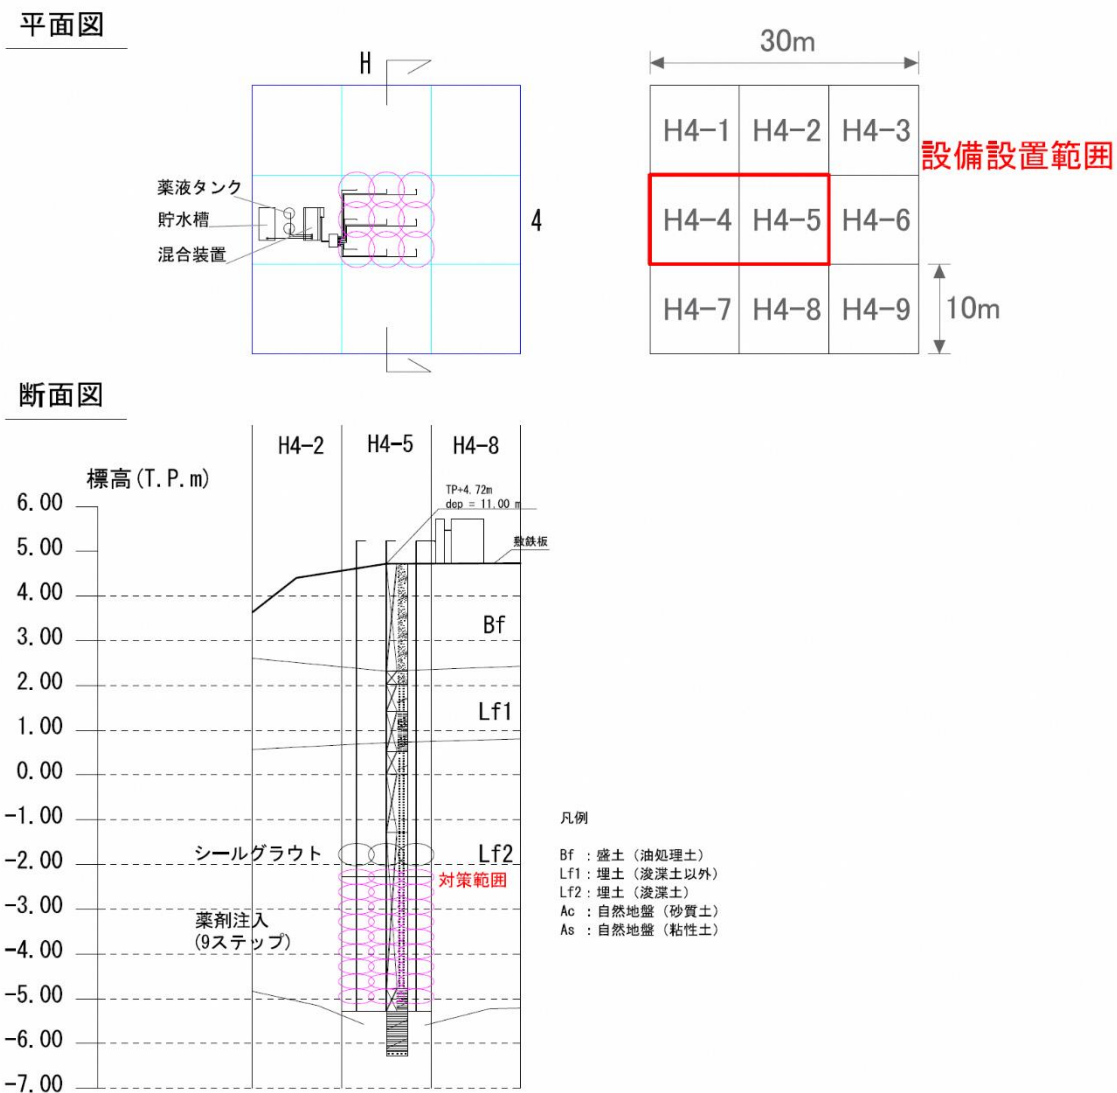 平面図
30m
H
H4-1 H4-2 H4-3
設備設置範囲
薬液タンク
貯水槽
混合装置
4
H4-4 H4-5 H4-6
H4-7 H4-8 H4-9
10m
断面図
H4-2 H4-5 H4-8
標高(T.P.m)
TP+4.72m
dep = 11.00 m
敷鉄板
6.00
5.00
4.00
3.00
2.00
1.00
0.00
-1.00
-2.00
-3.00
-4.00
-5.00
-6.00
-7.00
Bf
Lf1
Lf2
シールグラウト
対策範囲
薬剤注入
(9ステップ)
凡例
Bf : 盛土（油処理土）
Lf1: 埋土（浚渫土以外）
Lf2: 埋土（浚渫土）
Ac : 自然地盤（砂質土）
As : 自然地盤（粘性土）